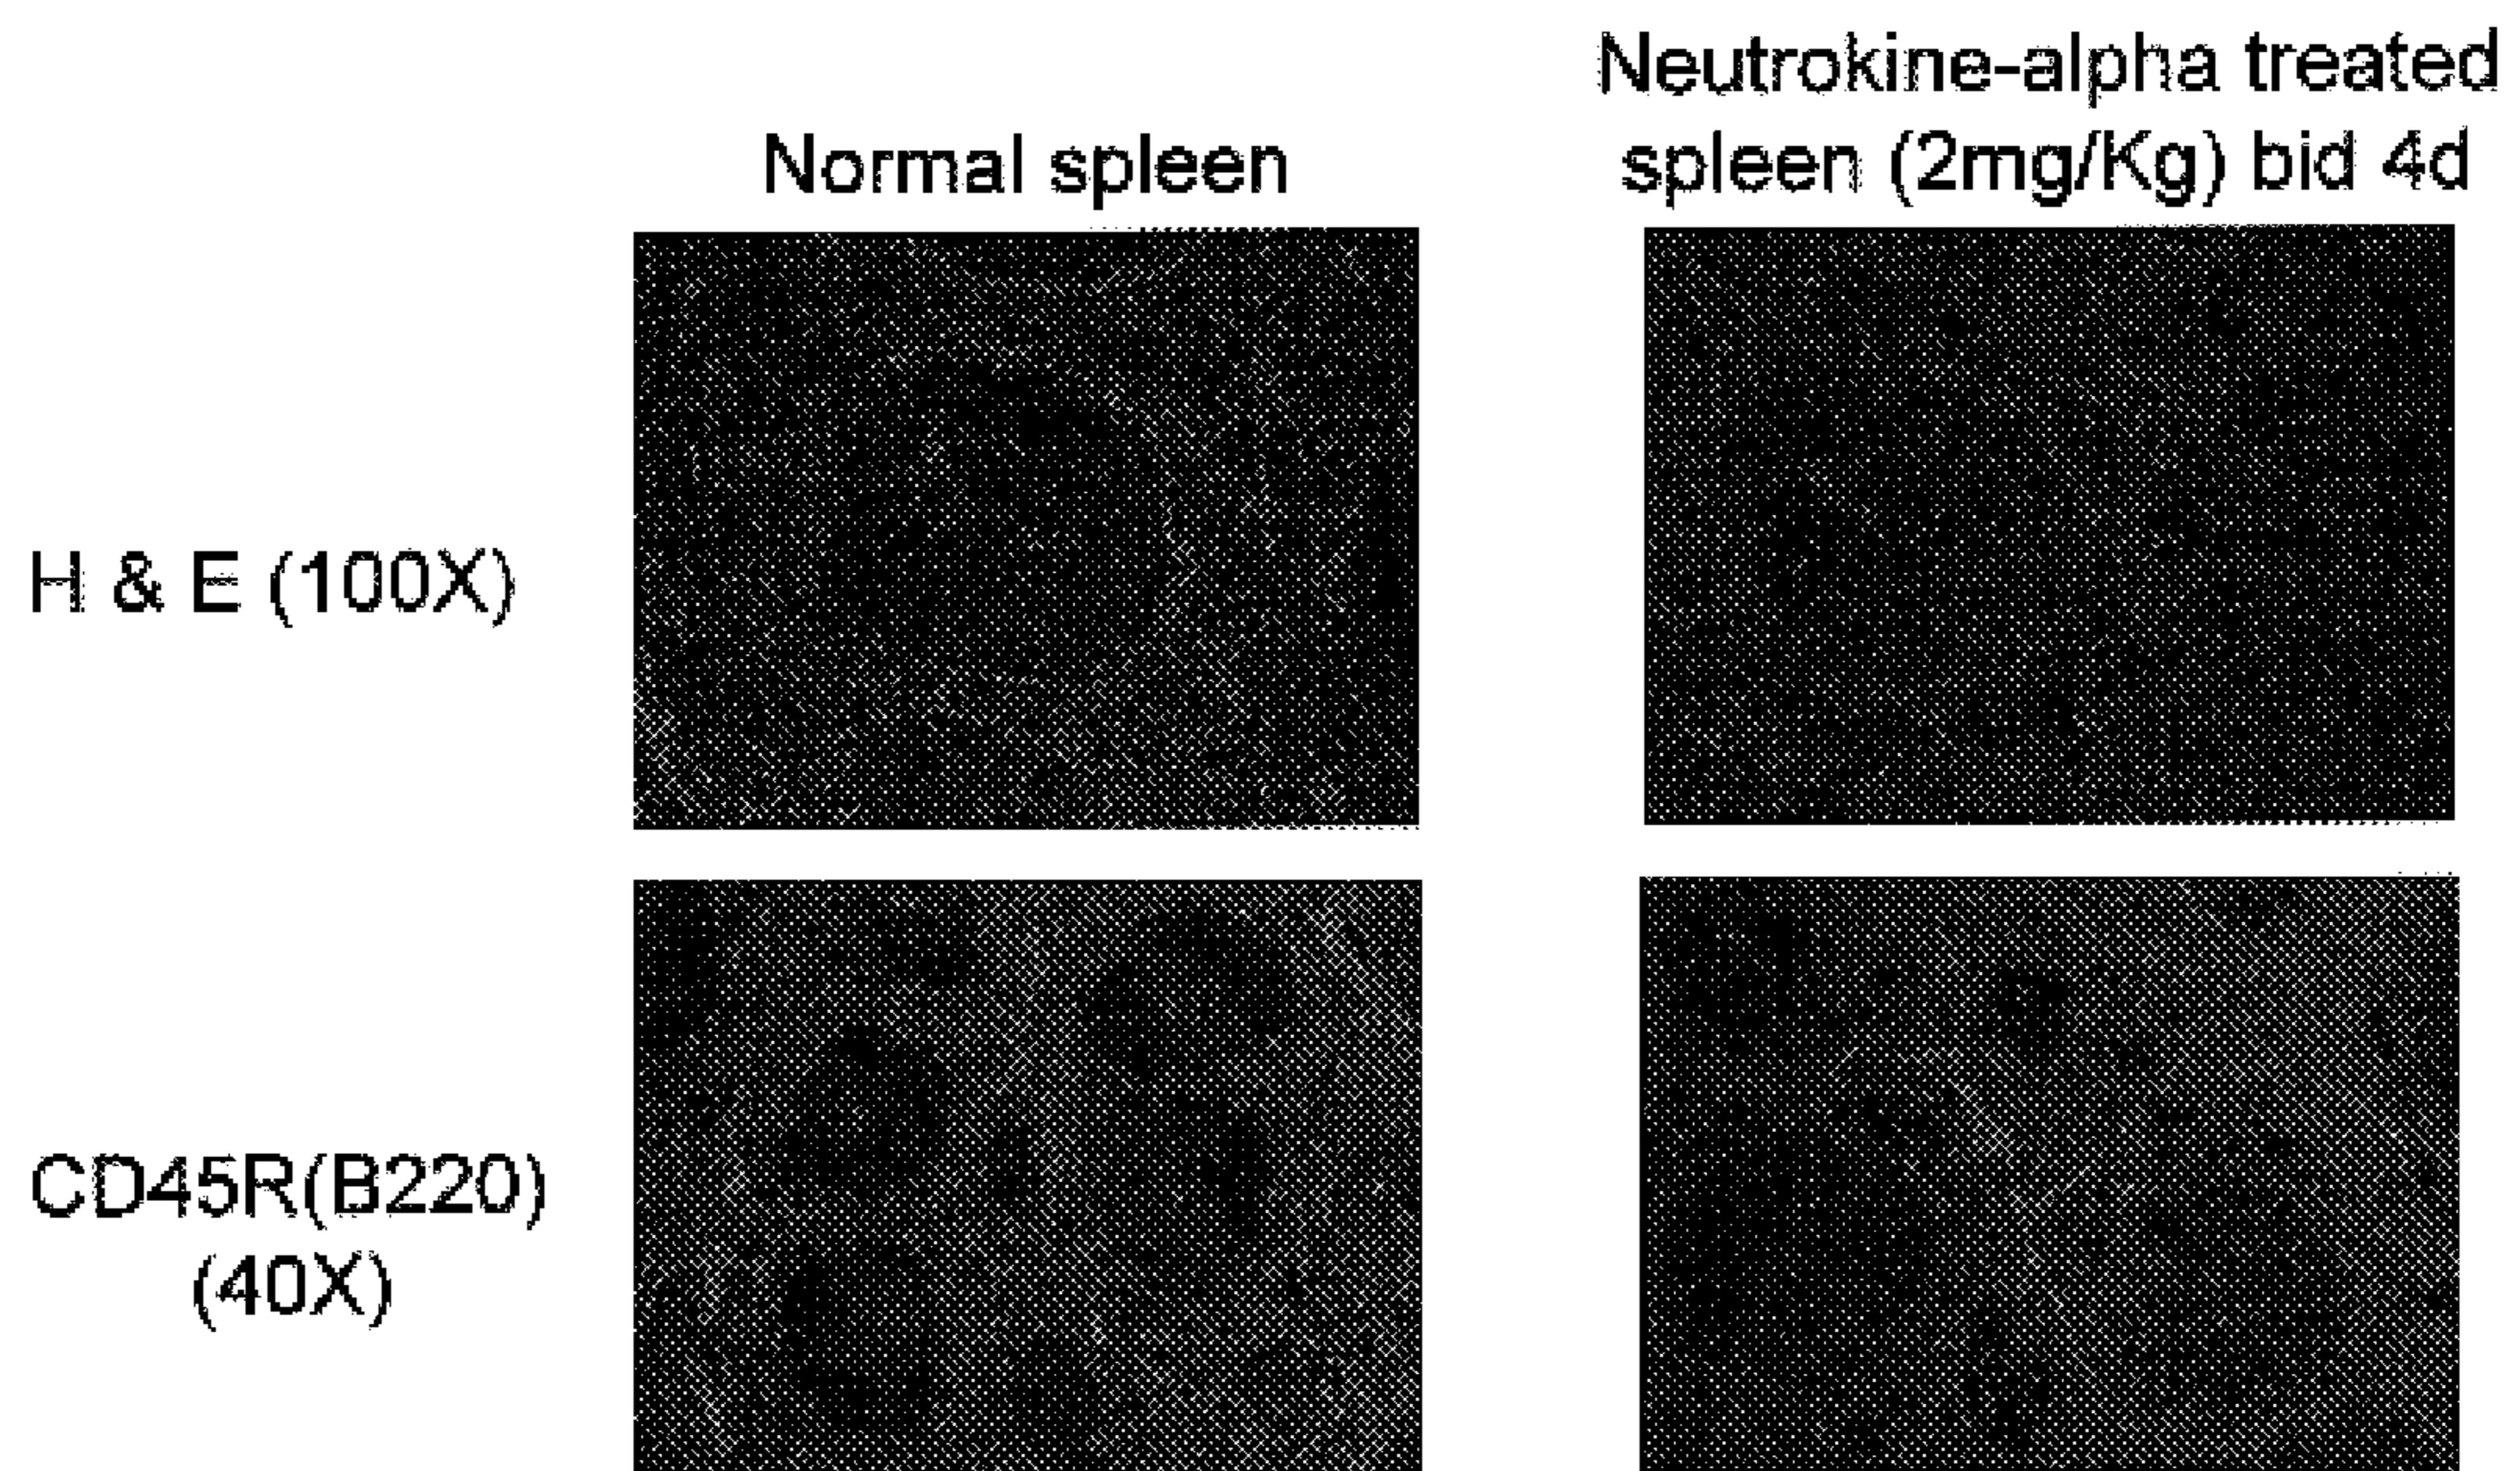 Normal spleen
Neutrokine-alpha treated
spleen (2mg/Kg) bid 4d
H & E (100X)
CD45R(B220)
(40X)